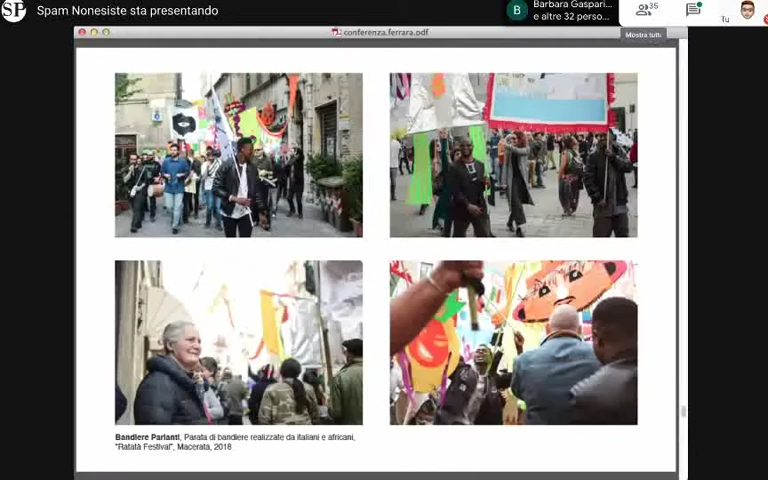 SP
Spam Nonesiste sta presentando
B
Barbara Gaspari...
e altre 32 perso...
35
Tu
Mostra tutti
conferenza.ferrara.pdf
Bandiere Parlanti, Parata di bandiere realizzate da italiani e africani,
"Ratatà Festival", Macerata, 2018